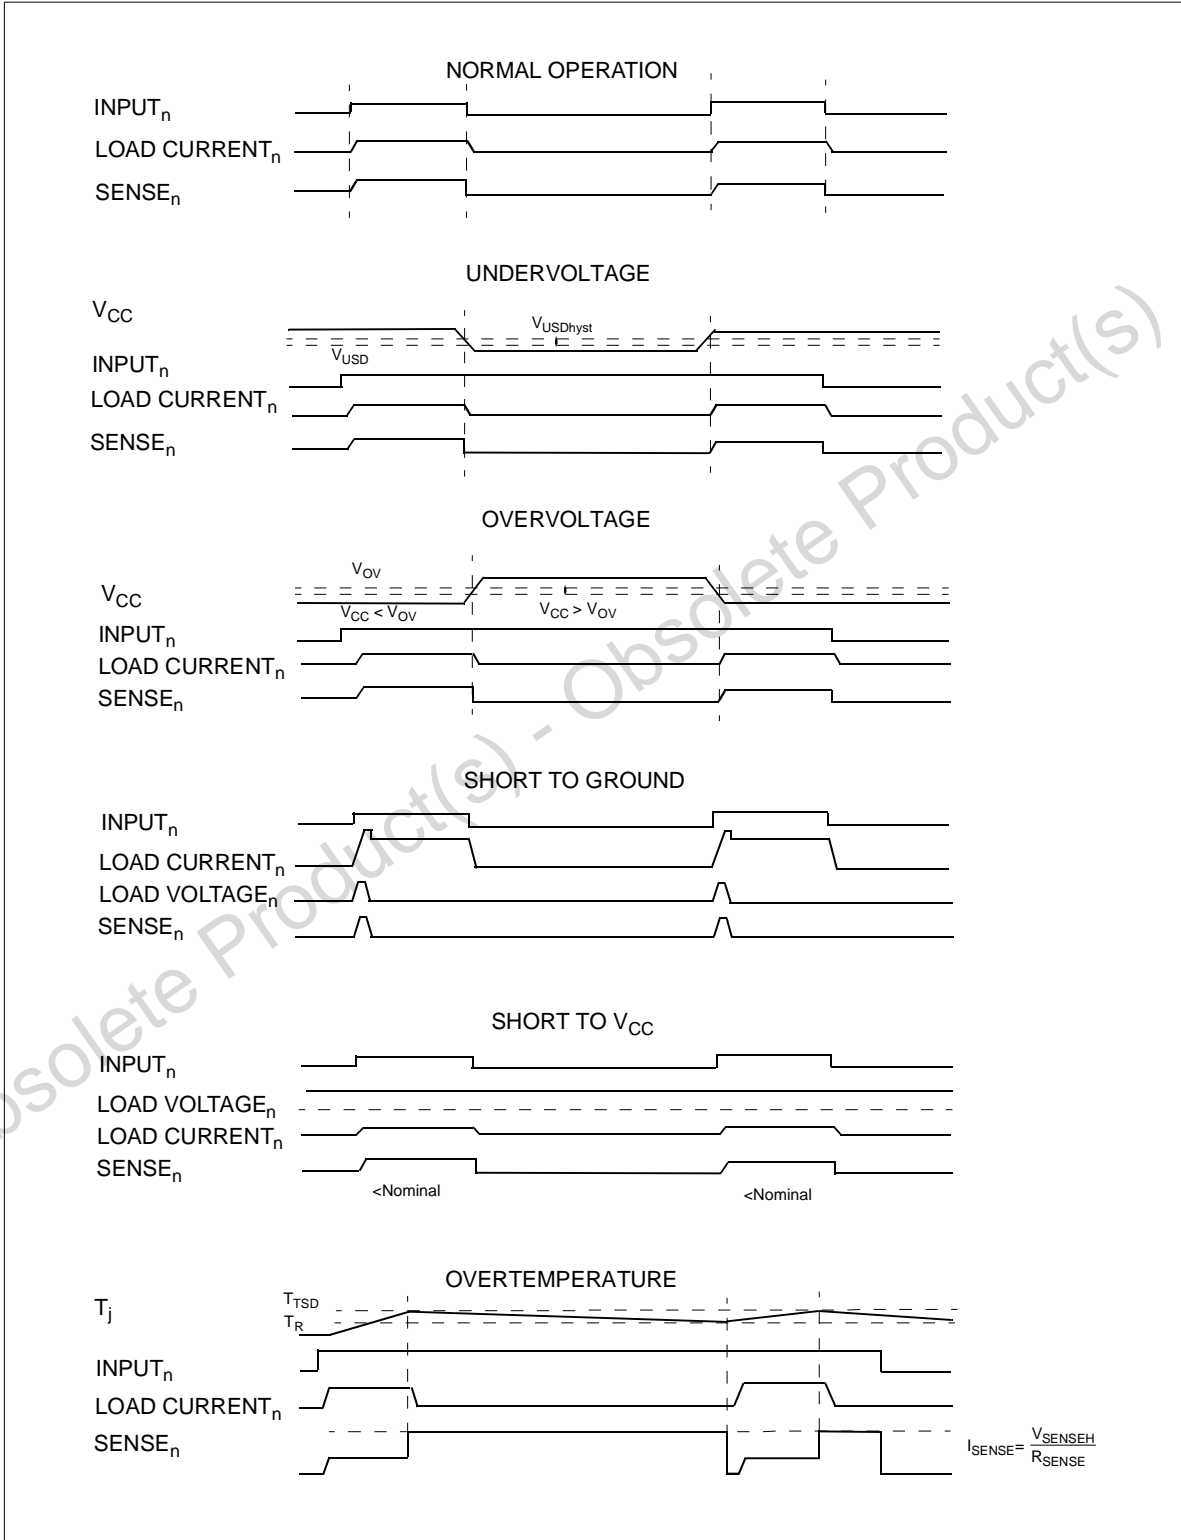 NORMAL OPERATION
INPUTn
LOAD CURRENTn
SENSEn
UNDERVOLTAGE
VCC
VUSDhyst
VUSD
INPUTn
LOAD CURRENTn
SENSEn
OVERVOLTAGE
VOV
VCC
VCC < VOV
VCC > VOV
INPUTn
LOAD CURRENTn
SENSEn
SHORT TO GROUND
INPUTn
LOAD CURRENTn
LOAD VOLTAGEn
SENSEn
SHORT TO VCC
INPUTn
LOAD VOLTAGEn
LOAD CURRENTn
SENSEn
<Nominal
<Nominal
OVERTEMPERATURE
Tj
TTSD
TR
INPUTn
LOAD CURRENTn
SENSEn
ISENSE= VSENSEH
RSENSE
bsolete Product(s) - Obsolete Product(s)